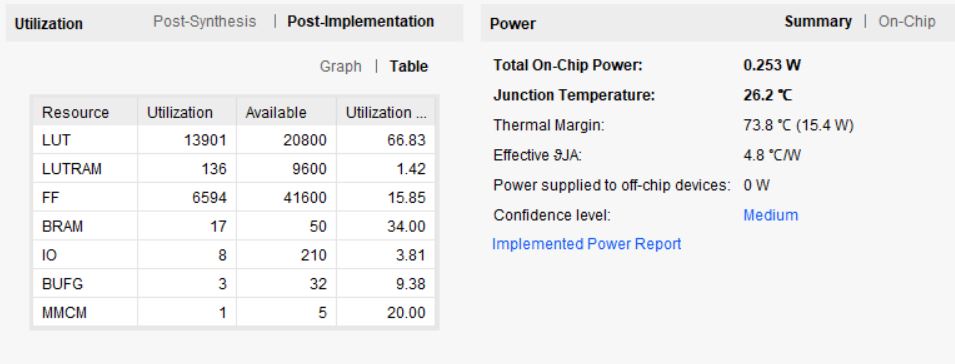 Utilization Post-Synthesis | Post-Implementation
Graph | Table
Resource Utilization Available Utilization ...
LUT 13901 20800 66.83
LUTRAM 136 9600 1.42
FF 6594 41600 15.85
BRAM 17 50 34.00
IO 8 210 3.81
BUFG 3 32 9.38
MMCM 1 5 20.00
Power Summary | On-Chip
Total On-Chip Power: 0.253 W
Junction Temperature: 26.2 °C
Thermal Margin: 73.8 °C (15.4 W)
Effective ϑJA: 4.8 °C/W
Power supplied to off-chip devices: 0 W
Confidence level: Medium
Implemented Power Report